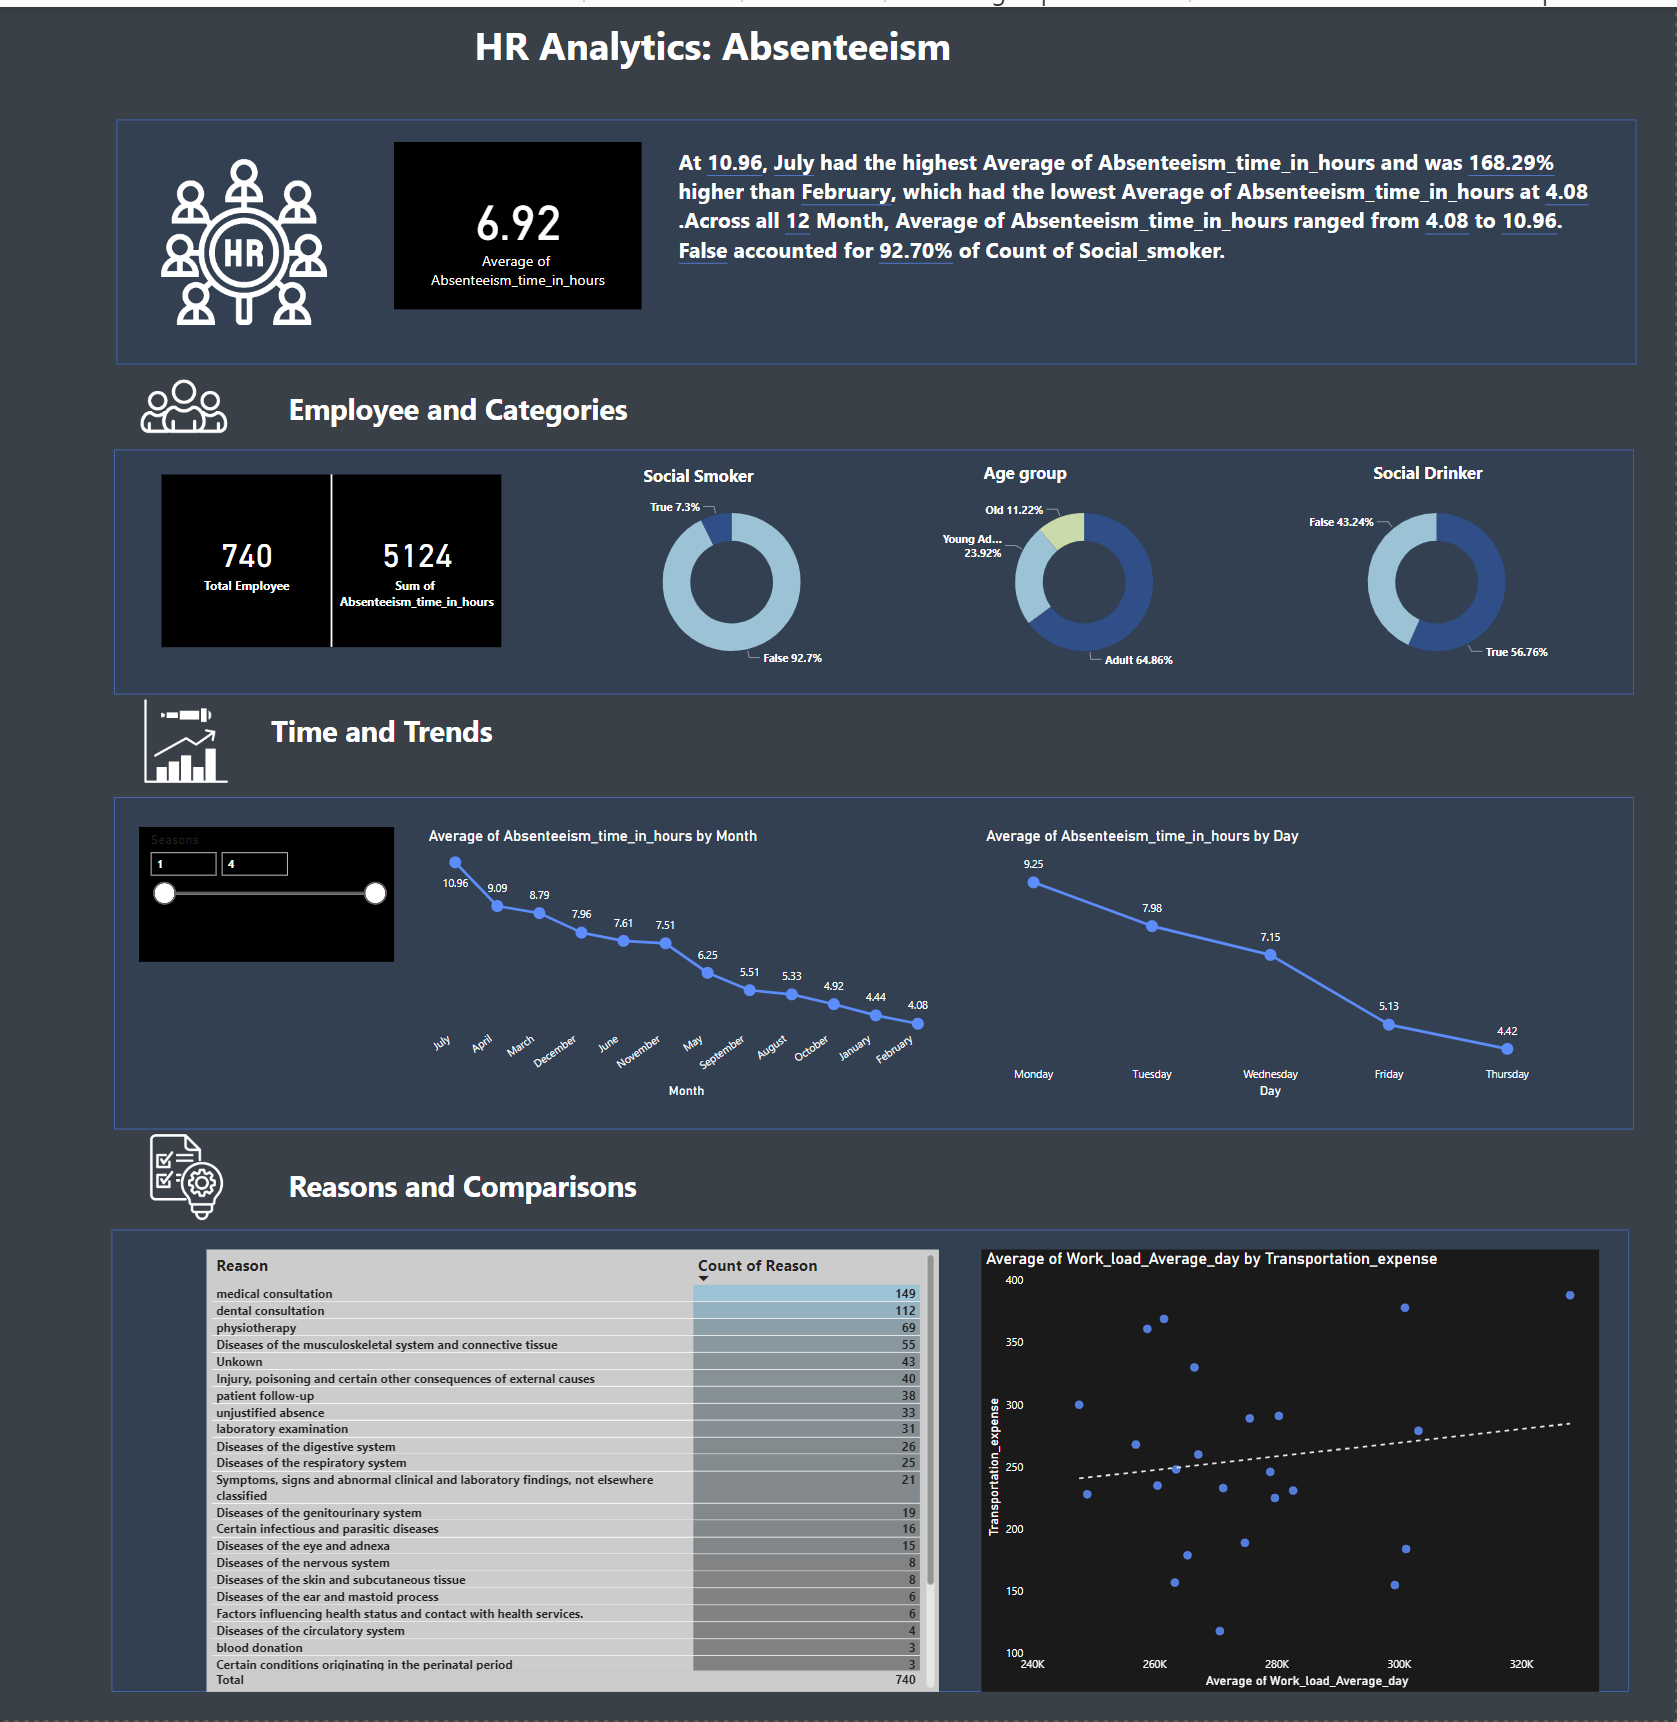 HR Analytics: Absenteeism
HR
6.92
Average of
Absenteeism_time_in_hours
At 10.96, July had the highest Average of Absenteeism_time_in_hours and was 168.29%
higher than February, which had the lowest Average of Absenteeism_time_in_hours at 4.08
.Across all 12 Month, Average of Absenteeism_time_in_hours ranged from 4.08 to 10.96.
False accounted for 92.70% of Count of Social_smoker.
Employee and Categories
740
Total Employee
5124
Sum of
Absenteeism_time_in_hours
Social Smoker
True 7.3%
False 92.7%
Age group
Old 11.22%
Young Ad...
23.92%
Adult 64.86%
Social Drinker
False 43.24%
True 56.76%
Time and Trends
Seasons
1
4
Average of Absenteeism_time_in_hours by Month
10.96
9.09
8.79
7.96
7.61
7.51
6.25
5.51
5.33
4.92
4.44
4.08
July
April
March
December
June
November
May
September
August
October
January
February
Month
Average of Absenteeism_time_in_hours by Day
9.25
7.98
7.15
5.13
4.42
Monday
Tuesday
Wednesday
Friday
Thursday
Day
Reasons and Comparisons
Reason Count of Reason
medical consultation 149
dental consultation 112
physiotherapy 69
Diseases of the musculoskeletal system and connective tissue 55
Unkown 43
Injury, poisoning and certain other consequences of external causes 40
patient follow-up 38
unjustified absence 33
laboratory examination 31
Diseases of the digestive system 26
Diseases of the respiratory system 25
Symptoms, signs and abnormal clinical and laboratory findings, not elsewhere 21
classified
Diseases of the genitourinary system 19
Certain infectious and parasitic diseases 16
Diseases of the eye and adnexa 15
Diseases of the nervous system 8
Diseases of the skin and subcutaneous tissue 8
Diseases of the ear and mastoid process 6
Factors influencing health status and contact with health services. 6
Diseases of the circulatory system 4
blood donation 3
Certain conditions originating in the perinatal period 3
Total 740
Average of Work_load_Average_day by Transportation_expense
400
350
300
250
200
150
100
Transportation_expense
240K
260K
280K
300K
320K
Average of Work_load_Average_day